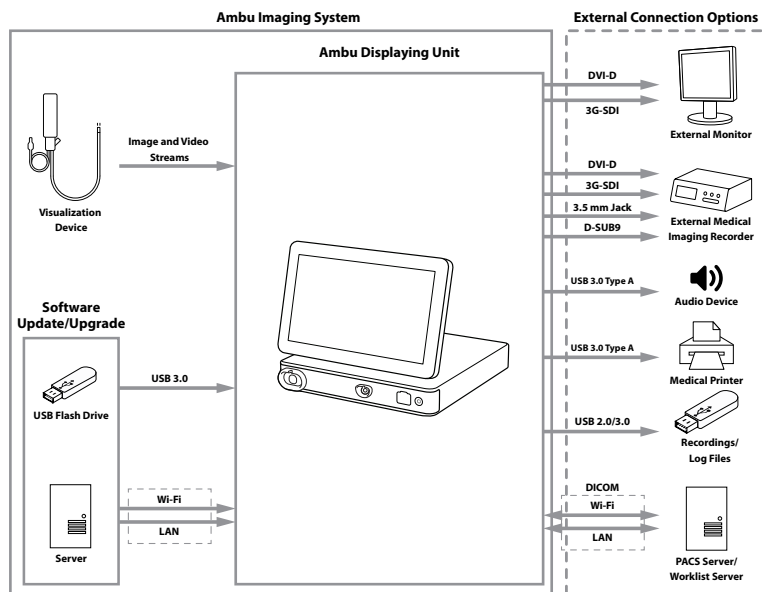 Ambu Imaging System
External Connection Options
Ambu Displaying Unit
Image and Video
Streams
Visualization
Device
Software
Update/Upgrade
USB Flash Drive
USB 3.0
Server
Wi-Fi
LAN
DVI-D
3G-SDI
External Monitor
DVI-D
3G-SDI
3.5 mm Jack
D-SUB9
External Medical
Imaging Recorder
USB 3.0 Type A
Audio Device
USB 3.0 Type A
Medical Printer
USB 2.0/3.0
Recordings/
Log Files
DICOM
Wi-Fi
LAN
PACS Server/
Worklist Server